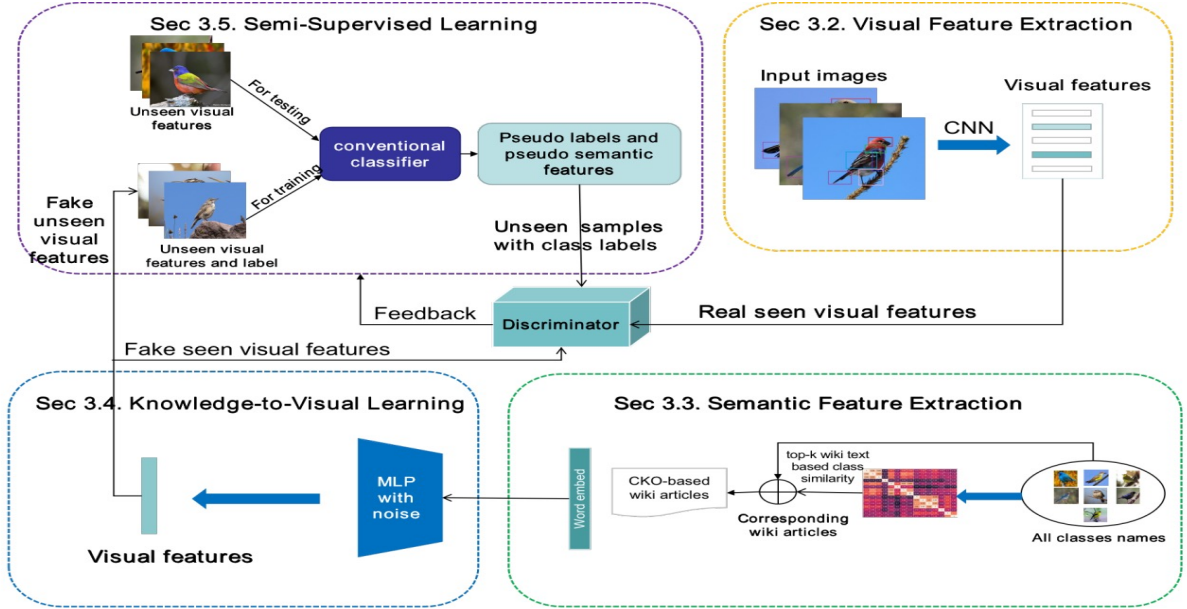 Sec 3.5. Semi-Supervised Learning
Unseen visual
features
For testing
conventional
classifier
Pseudo labels and
pseudo semantic
features
For training
Unseen visual
features and label
Fake
unseen
visual
features
Unseen samples
with class labels
Sec 3.2. Visual Feature Extraction
Input images
Visual features
CNN
Feedback
Discriminator
Real seen visual features
Fake seen visual features
Sec 3.4. Knowledge-to-Visual Learning
MLP
with
noise
Visual features
Sec 3.3. Semantic Feature Extraction
Word embed
CKO-based
wiki articles
top-k wiki text
based class
similarity
Corresponding
wiki articles
All classes names